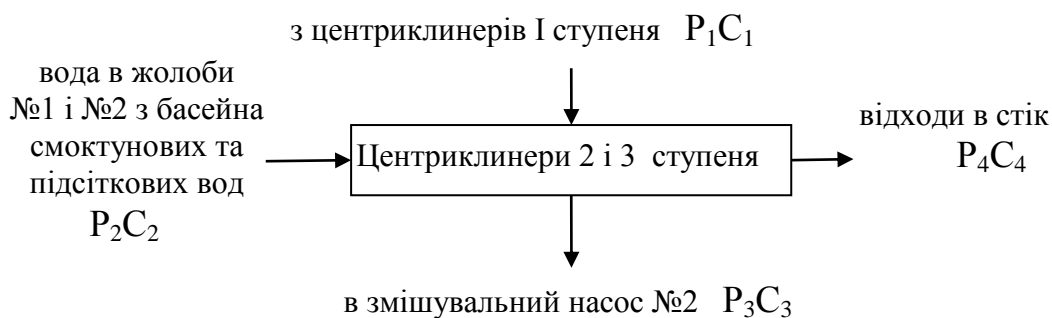 з центриклинерів І ступеня P₁C₁
вода в жолоби
№1 і №2 з басейна
смоктунових та
підсіткових вод
P₂C₂
Центриклинери 2 і 3 ступеня
відходи в стік
P₄C₄
в змішувальний насос №2 P₃C₃